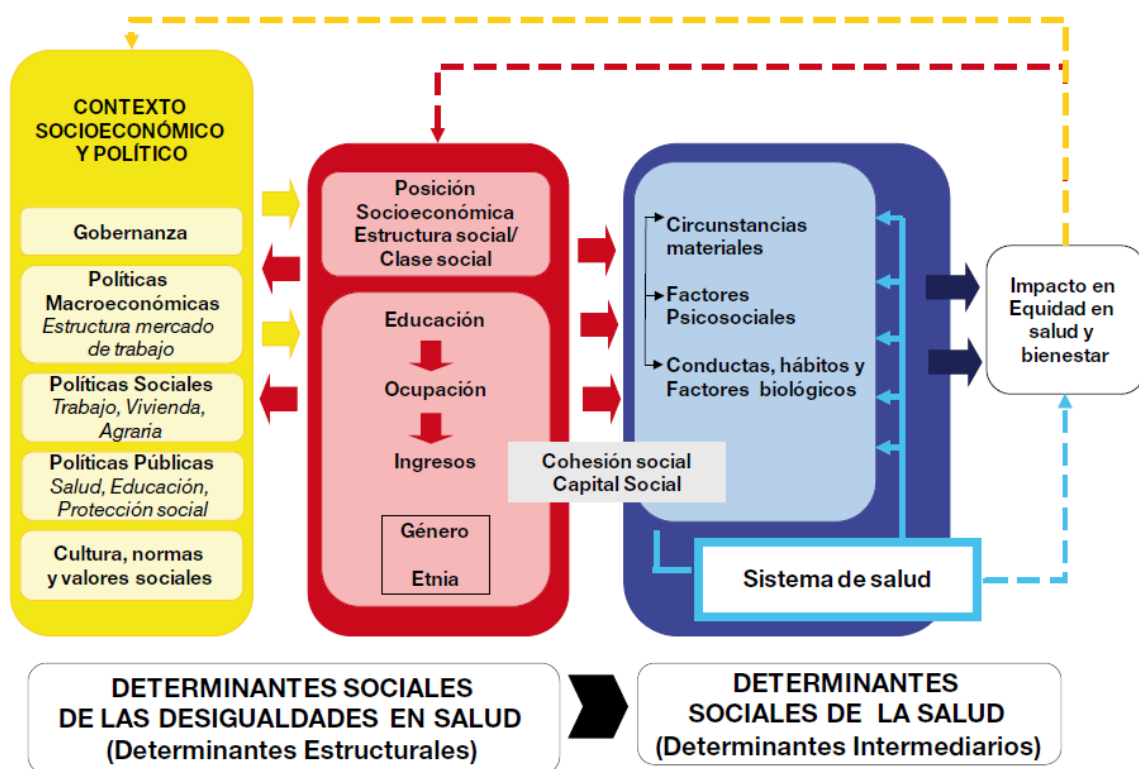 CONTEXTO
SOCIOECONÓMICO
Y POLÍTICO
Gobernanza
Políticas
Macroeconómicas
Estructura mercado
de trabajo
Políticas Sociales
Trabajo, Vivienda,
Agraria
Políticas Públicas
Salud, Educación,
Protección social
Cultura, normas
y valores sociales
Posición
Socioeconómica
Estructura social/
Clase social
Educación
Ocupación
Ingresos
Género
Etnia
Cohesión social
Capital Social
Circunstancias
materiales
Factores
Psicosociales
Conductas, hábitos y
Factores biológicos
Sistema de salud
Impacto en
Equidad en
salud y
bienestar
DETERMINANTES SOCIALES
DE LAS DESIGUALDADES EN SALUD
(Determinantes Estructurales)
DETERMINANTES
SOCIALES DE LA SALUD
(Determinantes Intermediarios)